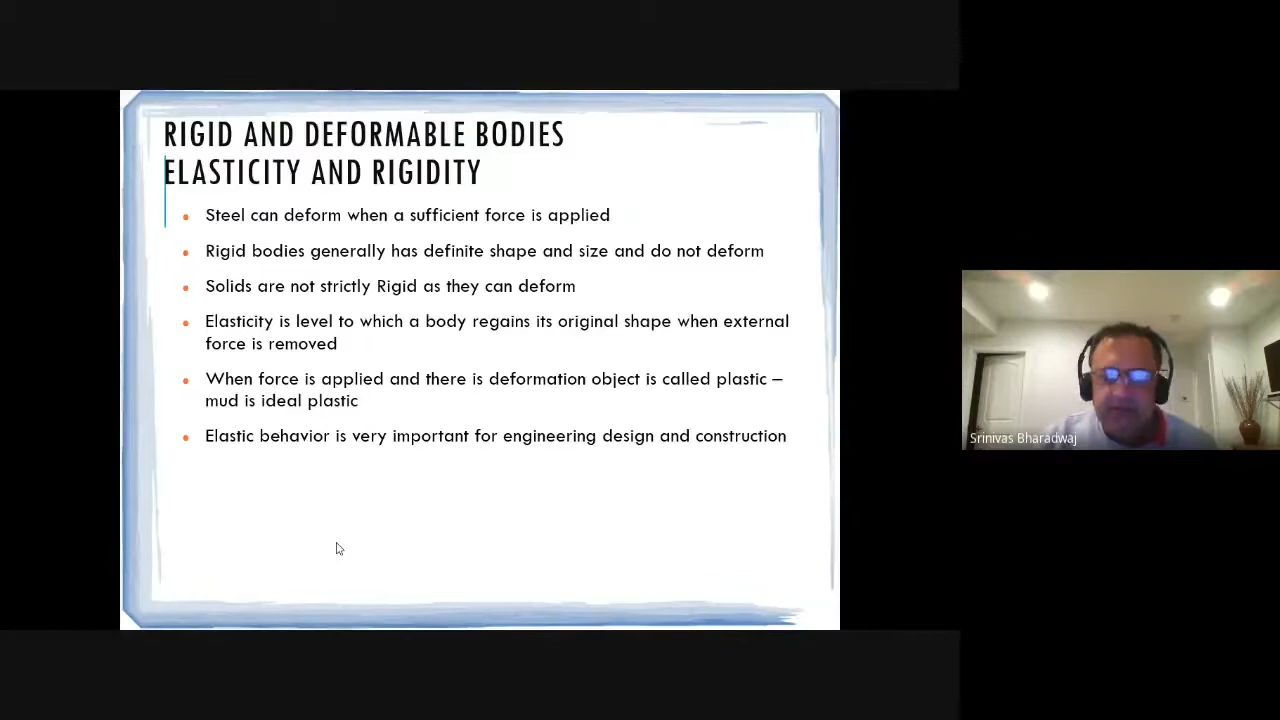 RIGID AND DEFORMABLE BODIES
ELASTICITY AND RIGIDITY
Steel can deform when a sufficient force is applied
Rigid bodies generally has definite shape and size and do not deform
Solids are not strictly Rigid as they can deform
Elasticity is level to which a body regains its original shape when external
force is removed
When force is applied and there is deformation object is called plastic –
mud is ideal plastic
Elastic behavior is very important for engineering design and construction
Srinivas Bharadwaj